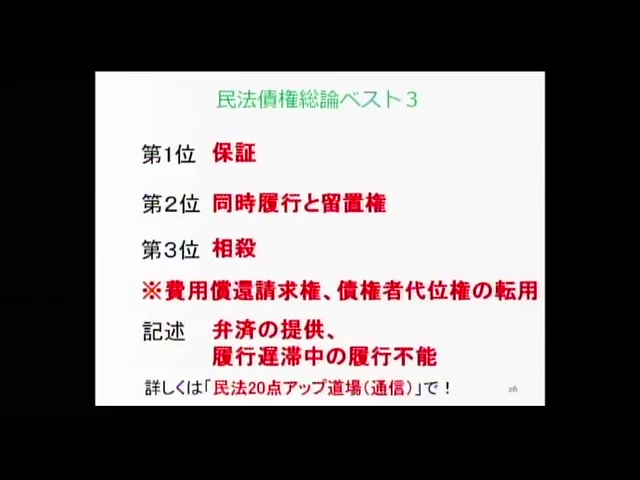 民法債権総論ベスト3
第1位 保証
第2位 同時履行と留置権
第3位 相殺
※費用償還請求権、債権者代位権の転用
記述 弁済の提供、
履行遅滞中の履行不能
詳しくは「民法20点アップ道場（通信）」で！
26